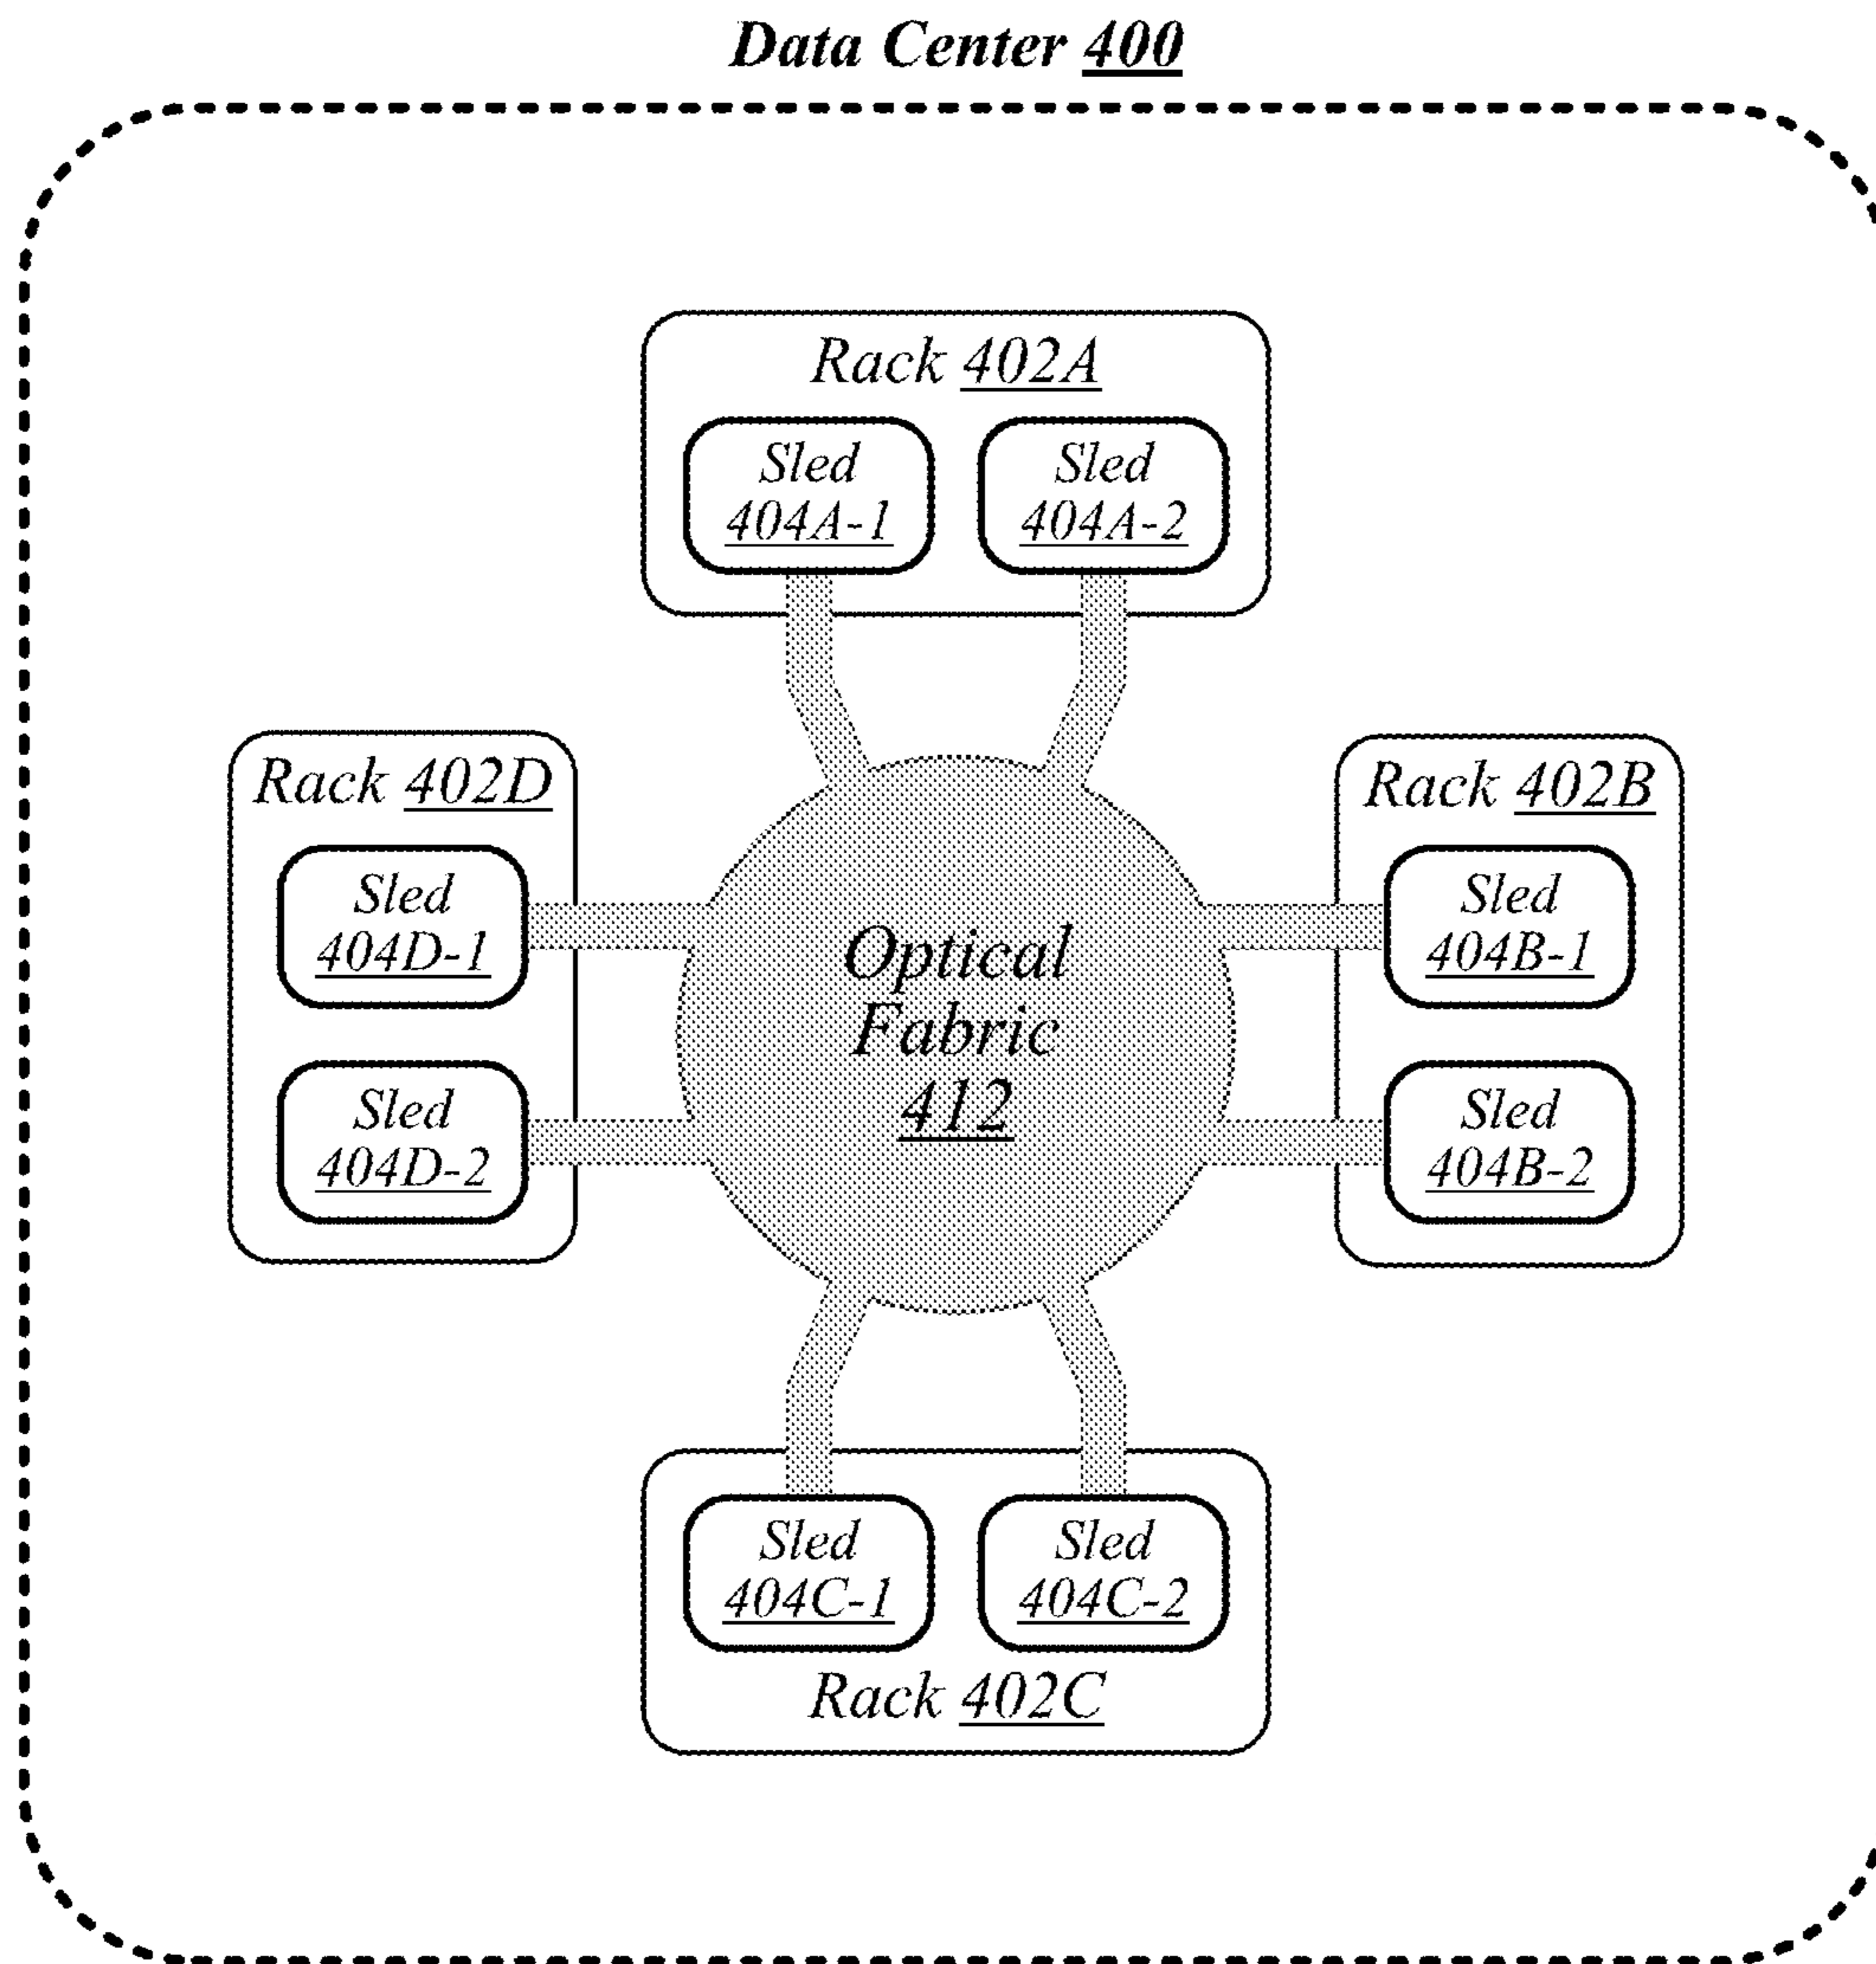 Data Center 400
Rack 402A
Sled
404A-1
Sled
404A-2
Rack 402D
Sled
404D-1
Sled
404D-2
Rack 402B
Sled
404B-1
Sled
404B-2
Optical
Fabric
412
Sled
404C-1
Sled
404C-2
Rack 402C